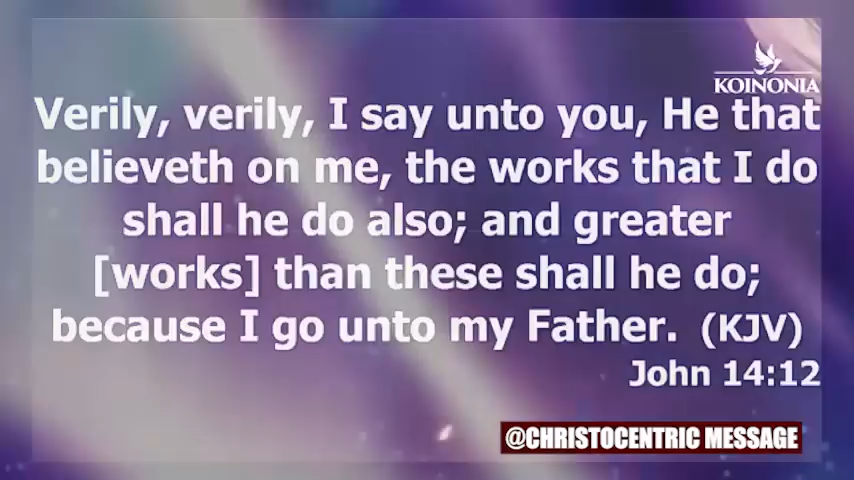 KOINONIA
Verily, verily, I say unto you, He that
believeth on me, the works that I do
shall he do also; and greater
[works] than these shall he do;
because I go unto my Father. (KJV)
John 14:12
@CHRISTOCENTRIC MESSAGE